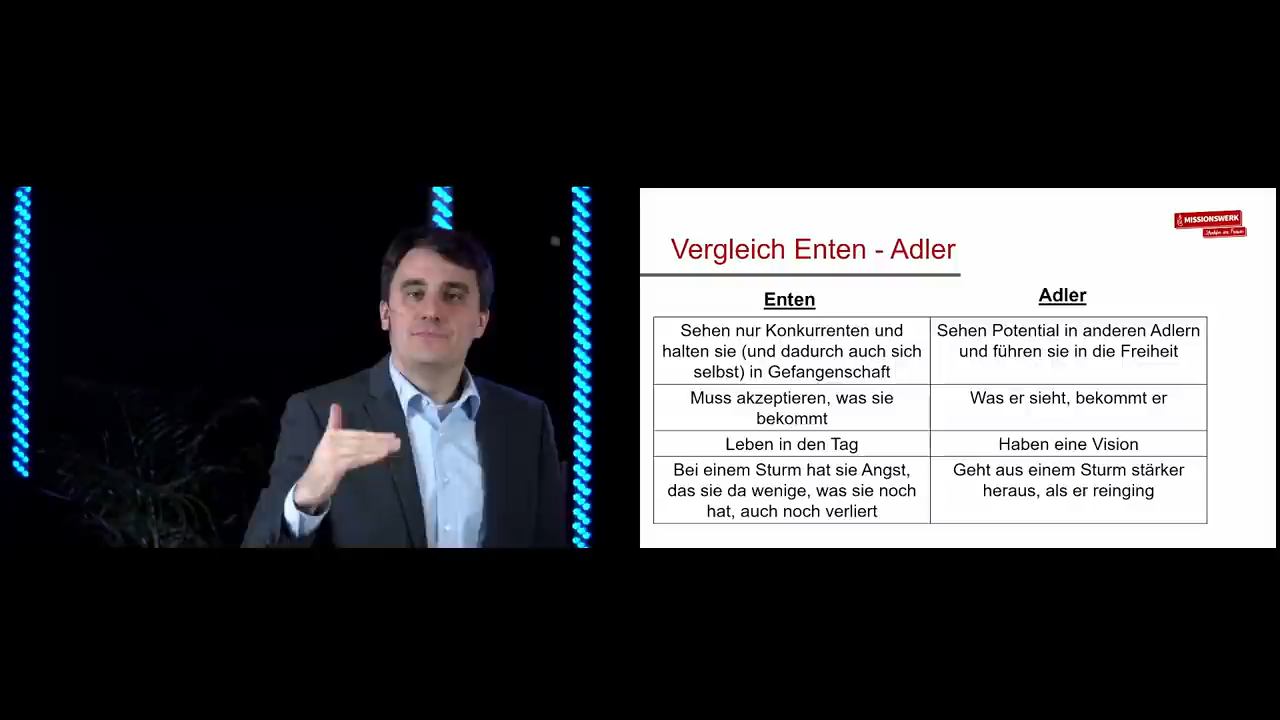 MISSIONSWERK
Vergleich Enten - Adler
Enten
Adler
Sehen nur Konkurrenten und
halten sie (und dadurch auch sich
selbst) in Gefangenschaft
Sehen Potential in anderen Adlern
und führen sie in die Freiheit
Muss akzeptieren, was sie
bekommt
Was er sieht, bekommt er
Leben in den Tag
Haben eine Vision
Bei einem Sturm hat sie Angst,
das sie da wenige, was sie noch
hat, auch noch verliert
Geht aus einem Sturm stärker
heraus, als er reinging